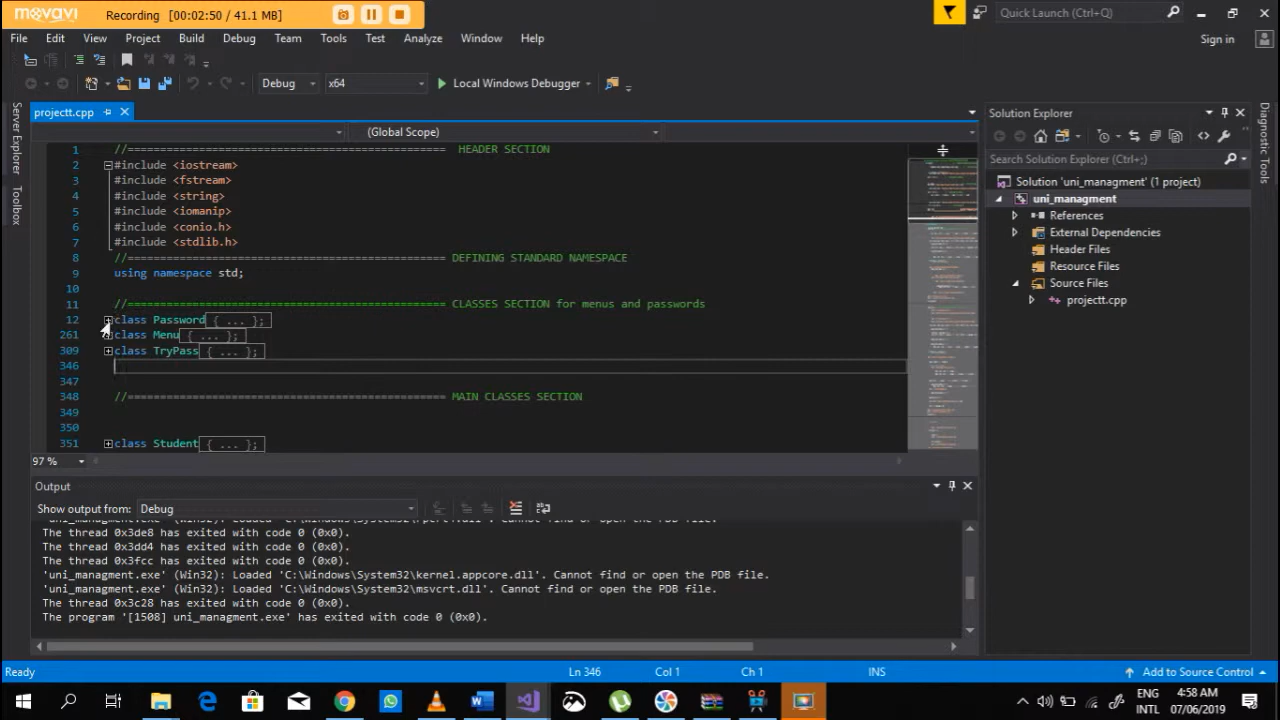 movavi Recording [00:02:50 / 41.1 MB]
Quick Launch (Ctrl+Q)
File Edit View Project Build Debug Team Tools Test Analyze Window Help
Sign in
Debug x64 Local Windows Debugger
Server Explorer
Toolbox
projectt.cpp
(Global Scope)
1 //============================================= HEADER SECTION
2 #include <iostream>
3 #include <fstream>
4 #include <string>
5 #include <iomanip>
6 #include <conio.h>
7 #include <stdlib.h>
8 //============================================= DEFINING STANDARD NAMESPACE
9 using namespace std;
10
11 //============================================= CLASSES SECTION for menus and passwords
12 class Password { ... };
261 class Menu { ... };
309 class TryPass { ... };
346
347
348 //============================================= MAIN CLASSES SECTION
349
350
351 class Student { ... };
97 %
Output
Show output from: Debug
The thread 0x3de8 has exited with code 0 (0x0).
The thread 0x3dd4 has exited with code 0 (0x0).
The thread 0x3fcc has exited with code 0 (0x0).
'uni_managment.exe' (Win32): Loaded 'C:\Windows\System32\kernel.appcore.dll'. Cannot find or open the PDB file.
'uni_managment.exe' (Win32): Loaded 'C:\Windows\System32\msvcrt.dll'. Cannot find or open the PDB file.
The thread 0x3c28 has exited with code 0 (0x0).
The program '[1508] uni_managment.exe' has exited with code 0 (0x0).
Solution Explorer
Search Solution Explorer (Ctrl+;)
Solution 'uni_managment' (1 project)
uni_managment
References
External Dependencies
Header Files
Resource Files
Source Files
projectt.cpp
Diagnostic Tools
Ready Ln 346 Col 1 Ch 1 INS Add to Source Control
ENG 4:58 AM
INTL 07/06/2019